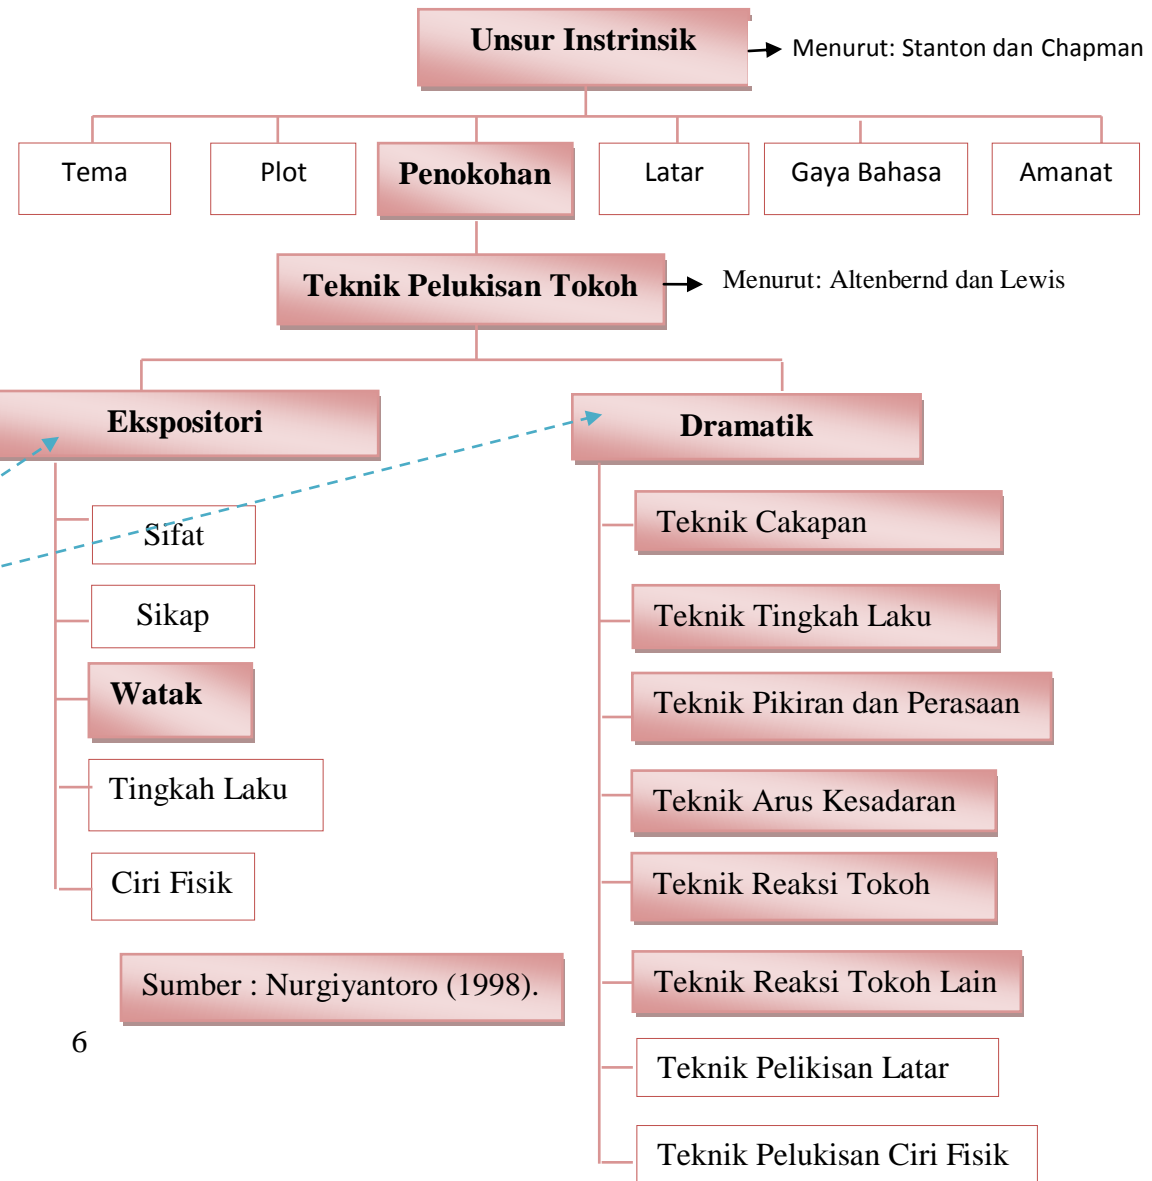 Unsur Instrinsik
Menurut: Stanton dan Chapman
Tema
Plot
Penokohan
Latar
Gaya Bahasa
Amanat
Teknik Pelukisan Tokoh
Menurut: Altenbernd dan Lewis
Ekspositori
Sifat
Sikap
Watak
Tingkah Laku
Ciri Fisik
Dramatik
Teknik Cakapan
Teknik Tingkah Laku
Teknik Pikiran dan Perasaan
Teknik Arus Kesadaran
Teknik Reaksi Tokoh
Teknik Reaksi Tokoh Lain
Teknik Pelikisan Latar
Teknik Pelukisan Ciri Fisik
Sumber : Nurgiyantoro (1998).
6